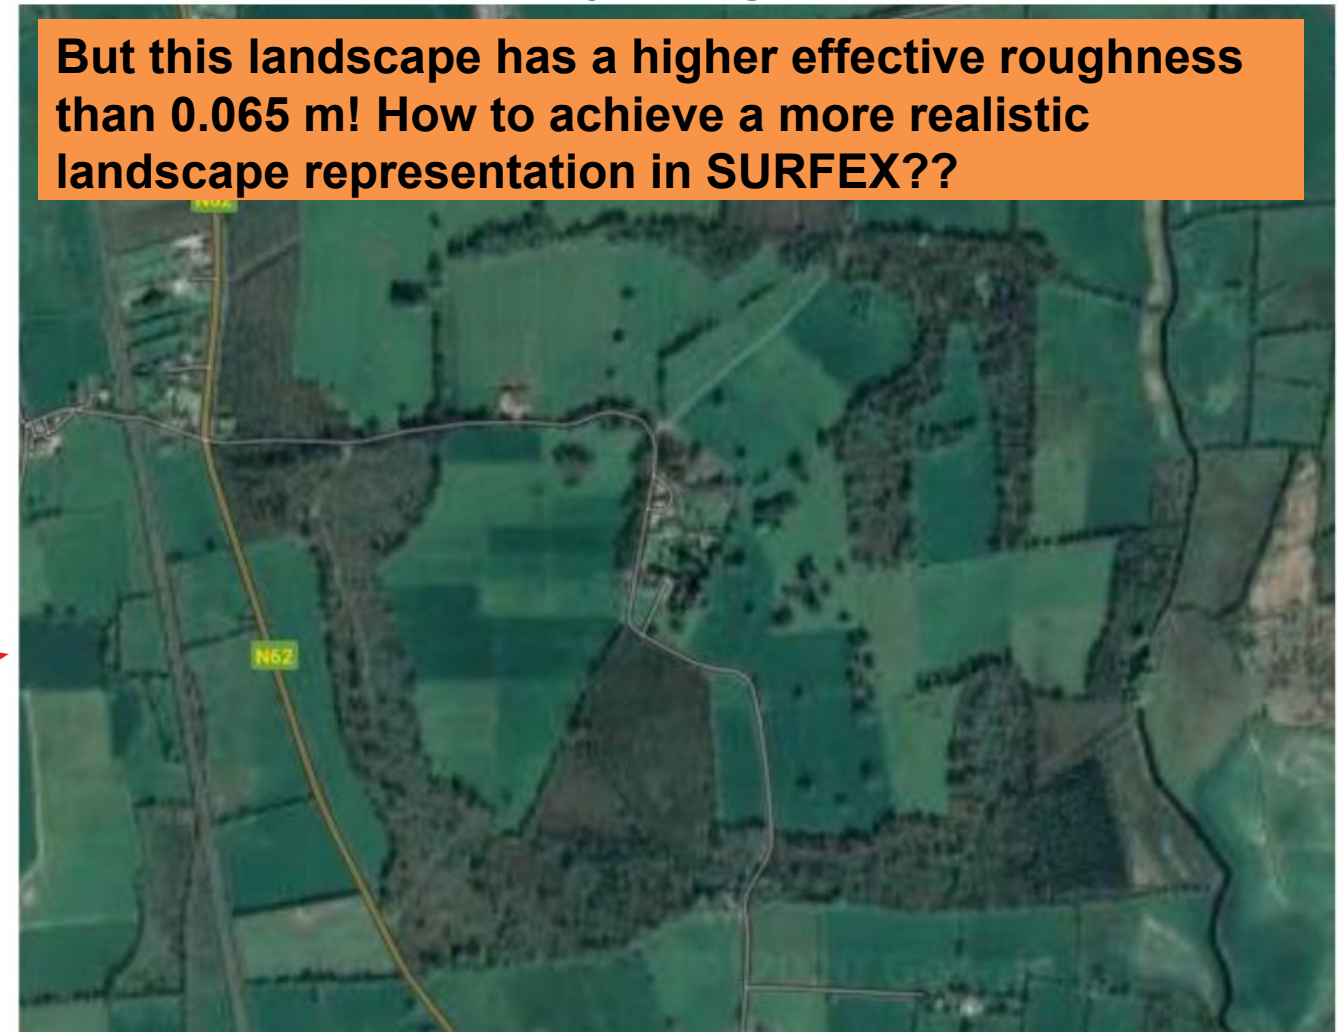 But this landscape has a higher effective roughness
than 0.065 m! How to achieve a more realistic
landscape representation in SURFEX??
N62
N62